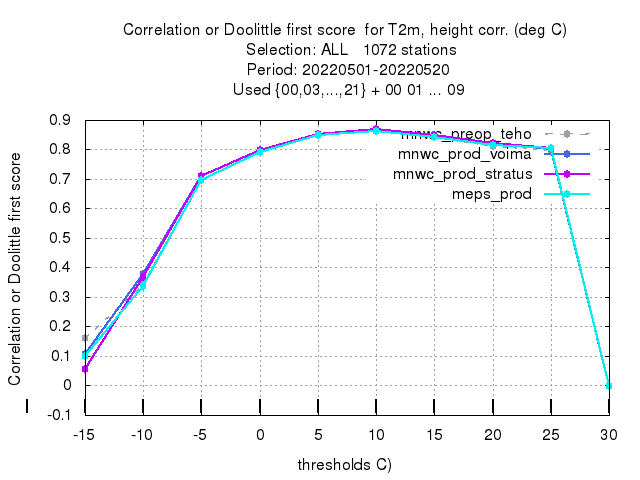 Correlation or Doolittle first score for T2m, height corr. (deg C)
Selection: ALL 1072 stations
Period: 20220501-20220520
Used {00,03,...,21} + 00 01 ... 09
Correlation or Doolittle first score
0.9
0.8
0.7
0.6
0.5
0.4
0.3
0.2
0.1
0
-0.1
mnwc_preop_teho
mnwc_prod_voima
mnwc_prod_stratus
meps_prod
-15 -10 -5 0 5 10 15 20 25 30
thresholds C)